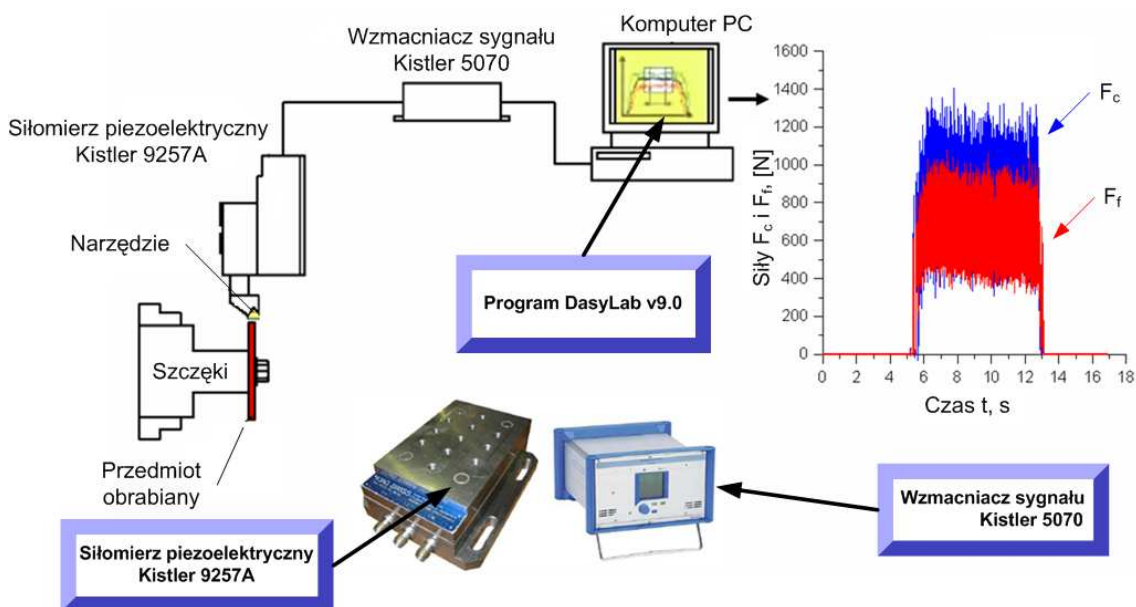 Komputer PC
Wzmacniacz sygnału
Kistler 5070
Siłomierz piezoelektryczny
Kistler 9257A
Narzędzie
Szczęki
Przedmiot
obrabiany
Program DasyLab v9.0
Siły Fc i Ff, [N]
1600
1400
1200
1000
800
600
400
200
0
0 2 4 6 8 10 12 14 16 18
Czas t, s
Fc
Ff
Siłomierz piezoelektryczny
Kistler 9257A
Wzmacniacz sygnału
Kistler 5070